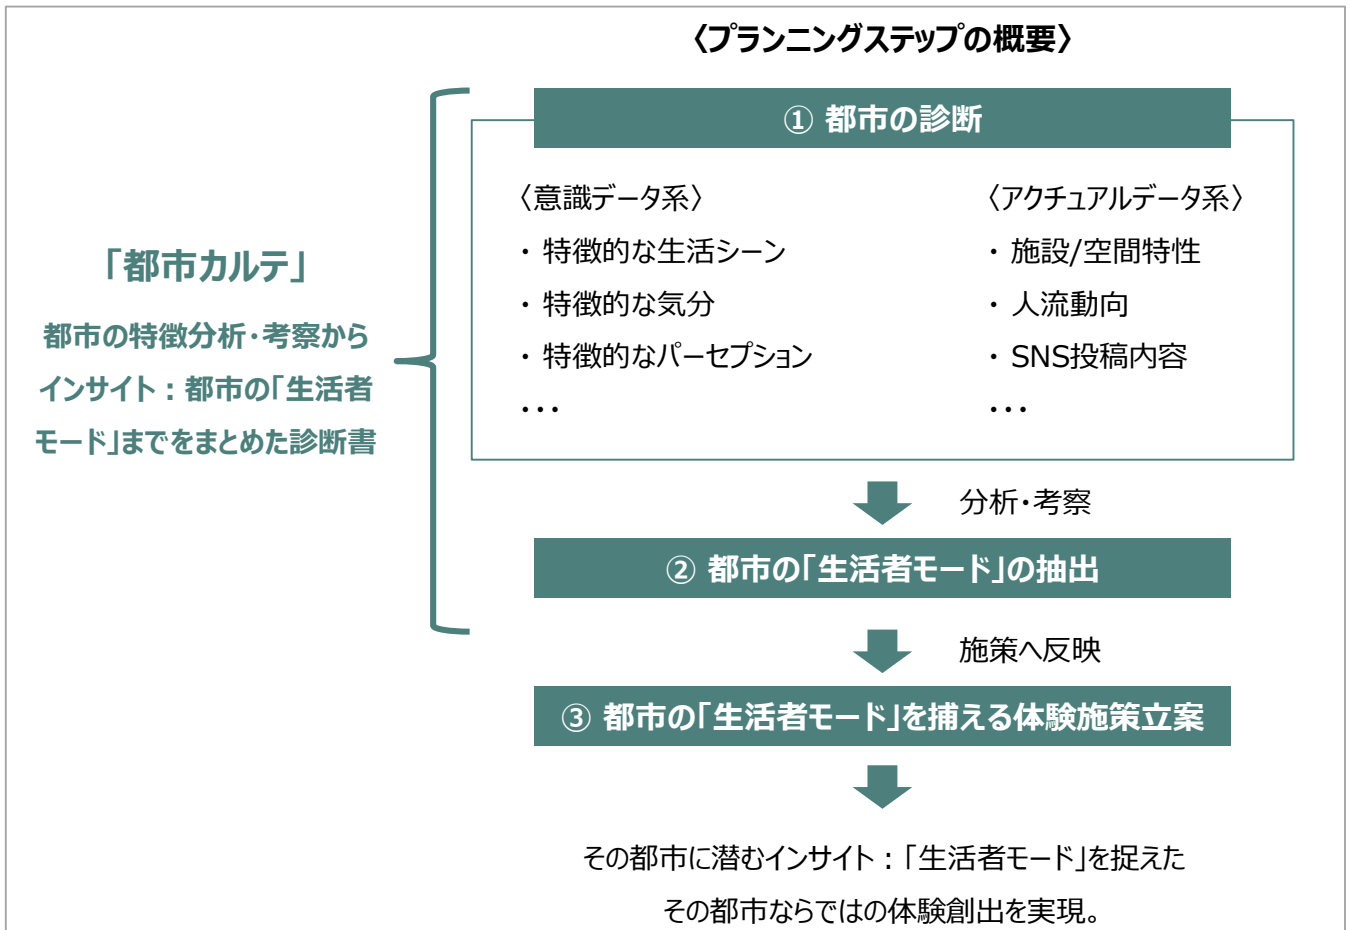 〈プランニングステップの概要〉
① 都市の診断
〈意識データ系〉
・ 特徴的な生活シーン
・ 特徴的な気分
・ 特徴的なパーセプション
・・・
〈アクチュアルデータ系〉
・ 施設/空間特性
・ 人流動向
・ SNS投稿内容
・・・
「都市カルテ」
都市の特徴分析・考察から
インサイト：都市の「生活者
モード」までをまとめた診断書
分析・考察
② 都市の「生活者モード」の抽出
施策へ反映
③ 都市の「生活者モード」を捕える体験施策立案
その都市に潜むインサイト：「生活者モード」を捉えた
その都市ならではの体験創出を実現。